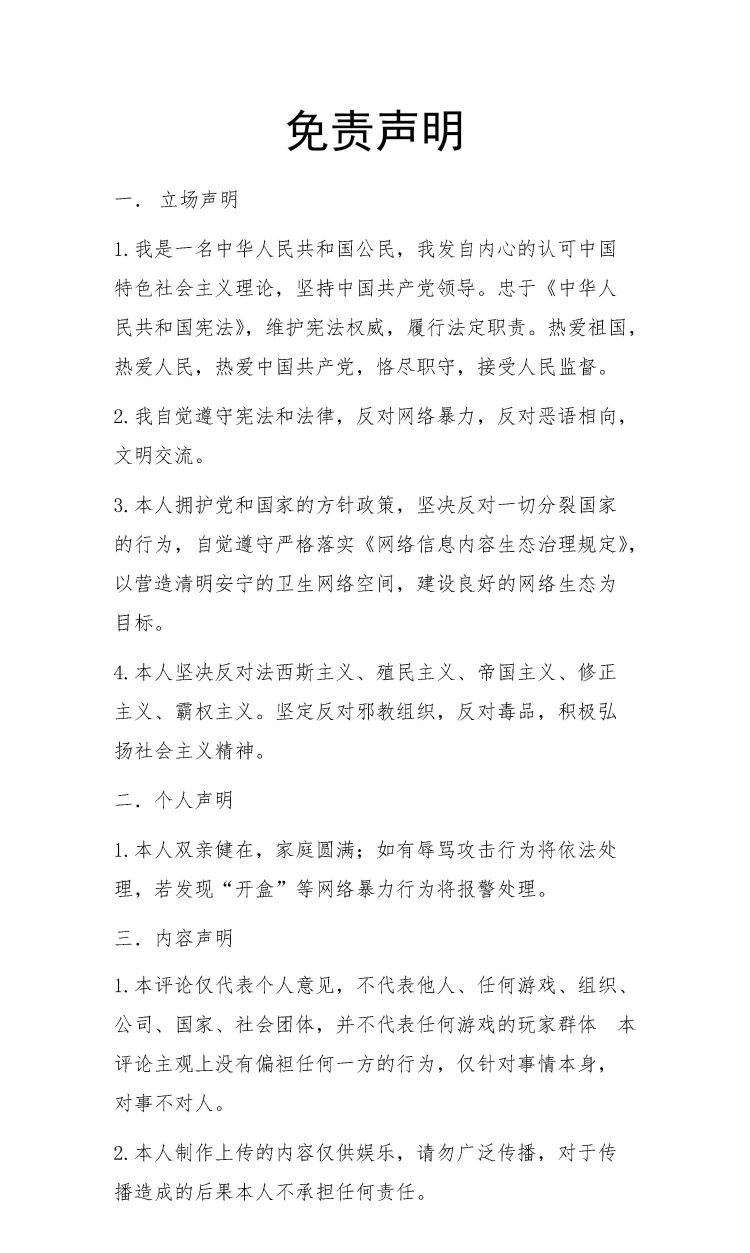 免责声明
一． 立场声明
1.我是一名中华人民共和国公民，我发自内心的认可中国
特色社会主义理论，坚持中国共产党领导。忠于《中华人
民共和国宪法》，维护宪法权威，履行法定职责。热爱祖国，
热爱人民，热爱中国共产党，恪尽职守，接受人民监督。
2.我自觉遵守宪法和法律，反对网络暴力，反对恶语相向，
文明交流。
3.本人拥护党和国家的方针政策，坚决反对一切分裂国家
的行为，自觉遵守严格落实《网络信息内容生态治理规定》，
以营造清明安宁的卫生网络空间，建设良好的网络生态为
目标。
4.本人坚决反对法西斯主义、殖民主义、帝国主义、修正
主义、霸权主义。坚定反对邪教组织，反对毒品，积极弘
扬社会主义精神。
二．个人声明
1.本人双亲健在，家庭圆满；如有辱骂攻击行为将依法处
理，若发现“开盒”等网络暴力行为将报警处理。
三．内容声明
1.本评论仅代表个人意见，不代表他人、任何游戏、组织、
公司、国家、社会团体，并不代表任何游戏的玩家群体　本
评论主观上没有偏袒任何一方的行为，仅针对事情本身，
对事不对人。
2.本人制作上传的内容仅供娱乐，请勿广泛传播，对于传
播造成的后果本人不承担任何责任。